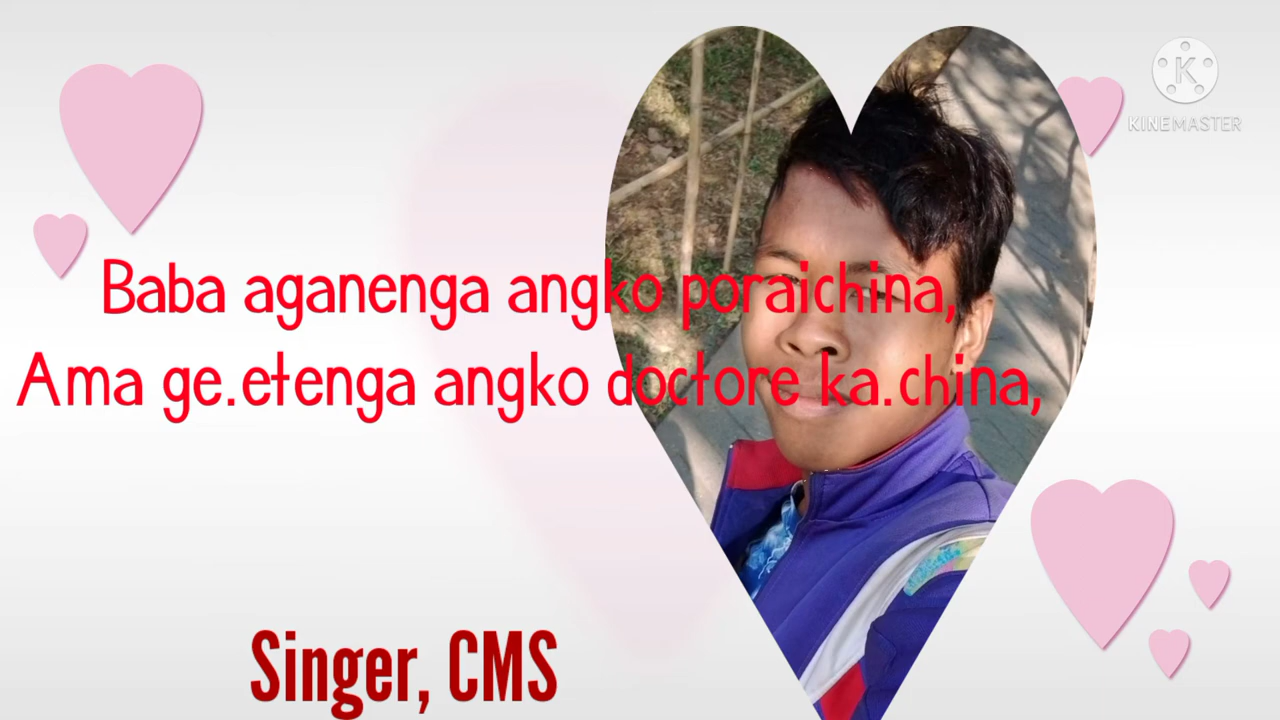 KINEMASTER
Baba aganenga angko poraichina,
Ama ge.etenga angko doctore ka.china,
Singer, CMS